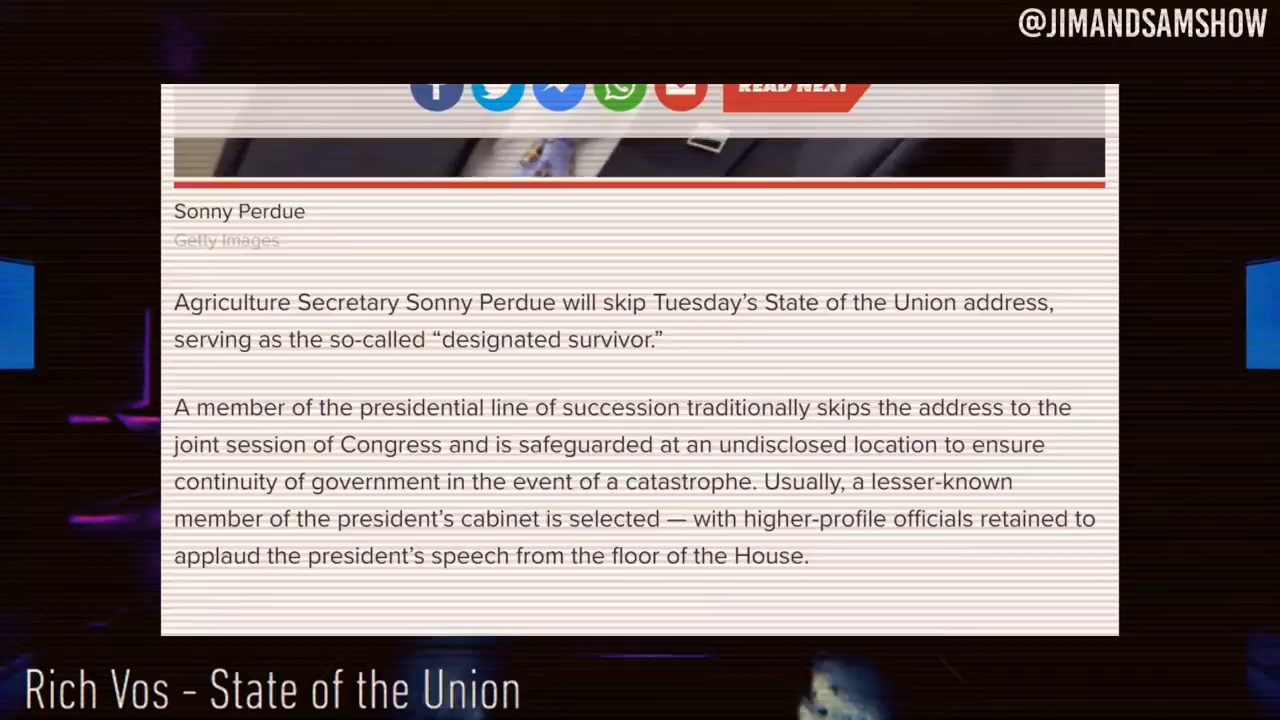 @JIMANDSAMSHOW
READ NEXT
Sonny Perdue
Getty Images
Agriculture Secretary Sonny Perdue will skip Tuesday’s State of the Union address,
serving as the so-called “designated survivor.”
A member of the presidential line of succession traditionally skips the address to the
joint session of Congress and is safeguarded at an undisclosed location to ensure
continuity of government in the event of a catastrophe. Usually, a lesser-known
member of the president’s cabinet is selected — with higher-profile officials retained to
applaud the president’s speech from the floor of the House.
Rich Vos - State of the Union